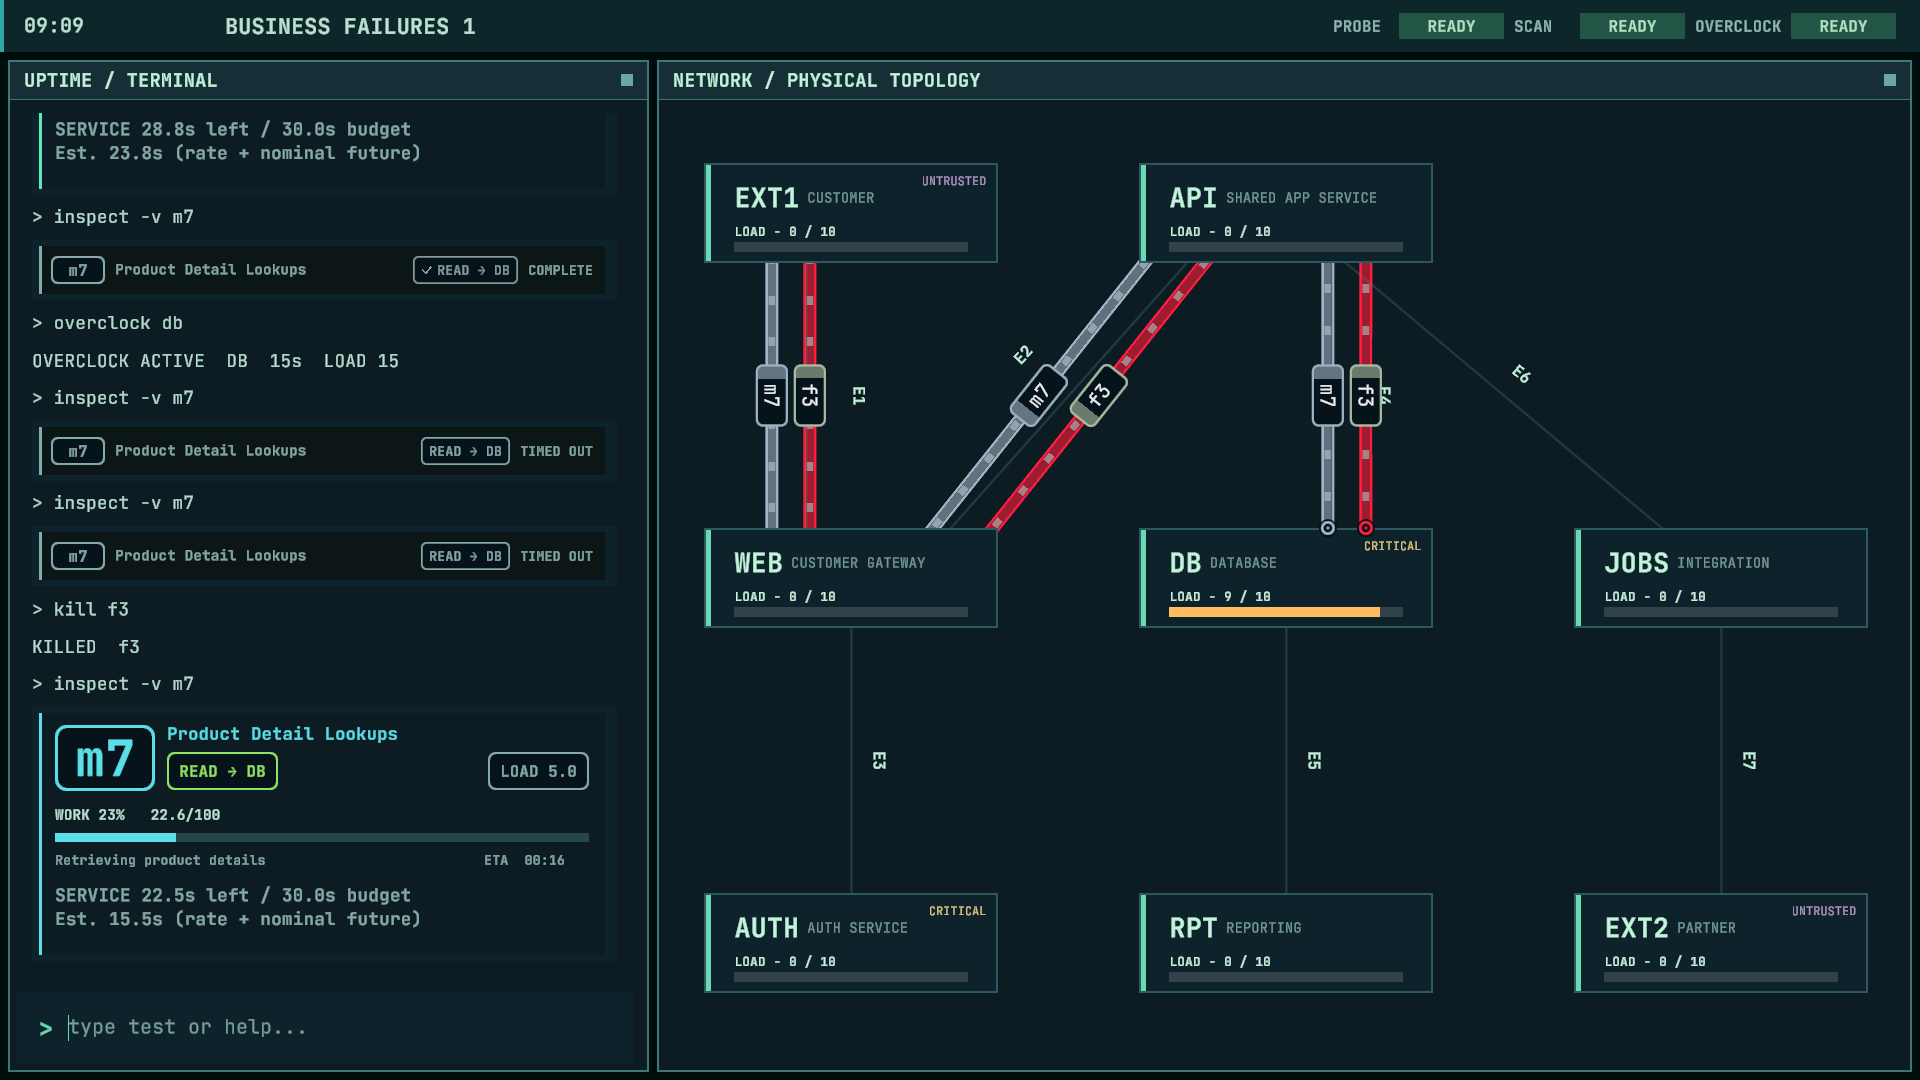 09:09
BUSINESS FAILURES 1
PROBE READY SCAN READY OVERCLOCK READY
UPTIME / TERMINAL
SERVICE 28.8s left / 30.0s budget
Est. 23.8s (rate + nominal future)
> inspect -v m7
m7 Product Detail Lookups ✓ READ → DB COMPLETE
> overclock db
OVERCLOCK ACTIVE DB 15s LOAD 15
> inspect -v m7
m7 Product Detail Lookups READ → DB TIMED OUT
> inspect -v m7
m7 Product Detail Lookups READ → DB TIMED OUT
> kill f3
KILLED f3
> inspect -v m7
m7 Product Detail Lookups
READ → DB LOAD 5.0
WORK 23% 22.6/100
Retrieving product details ETA 00:16
SERVICE 22.5s left / 30.0s budget
Est. 15.5s (rate + nominal future)
> type test or help...
NETWORK / PHYSICAL TOPOLOGY
UNTRUSTED
EXT1 CUSTOMER
LOAD - 0 / 10
API SHARED APP SERVICE
LOAD - 0 / 10
m7 f3 E1
E2 m7 f3
m7 f3 E4
E6
WEB CUSTOMER GATEWAY
LOAD - 0 / 10
CRITICAL
DB DATABASE
LOAD - 9 / 10
JOBS INTEGRATION
LOAD - 0 / 10
E3
E5
E7
CRITICAL
AUTH AUTH SERVICE
LOAD - 0 / 10
RPT REPORTING
LOAD - 0 / 10
UNTRUSTED
EXT2 PARTNER
LOAD - 0 / 10